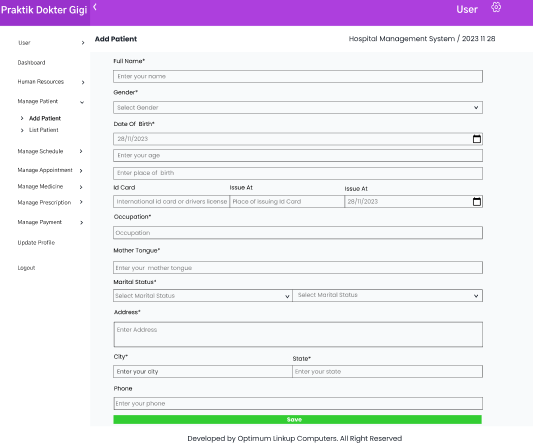 Praktik Dokter Gigi
User
User
Add Patient
Hospital Management System / 2023 11 28
Dashboard
Human Resources
Manage Patient
Add Patient
List Patient
Manage Schedule
Manage Appointment
Manage Medicine
Manage Prescription
Manage Payment
Update Profile
Logout
Full Name*
Enter your name
Gender*
Select Gender
Date Of Birth*
28/11/2023
Enter your age
Enter place of birth
Id Card
Issue At
Issue At
International id card or drivers license
Place of issuing Id Card
28/11/2023
Occupation*
Occupation
Mother Tongue*
Enter your mother tongue
Marital Status*
Select Marital Status
Select Marital Status
Address*
Enter Address
City*
State*
Enter your city
Enter your state
Phone
Enter your phone
Save
Developed by Optimum Linkup Computers. All Right Reserved